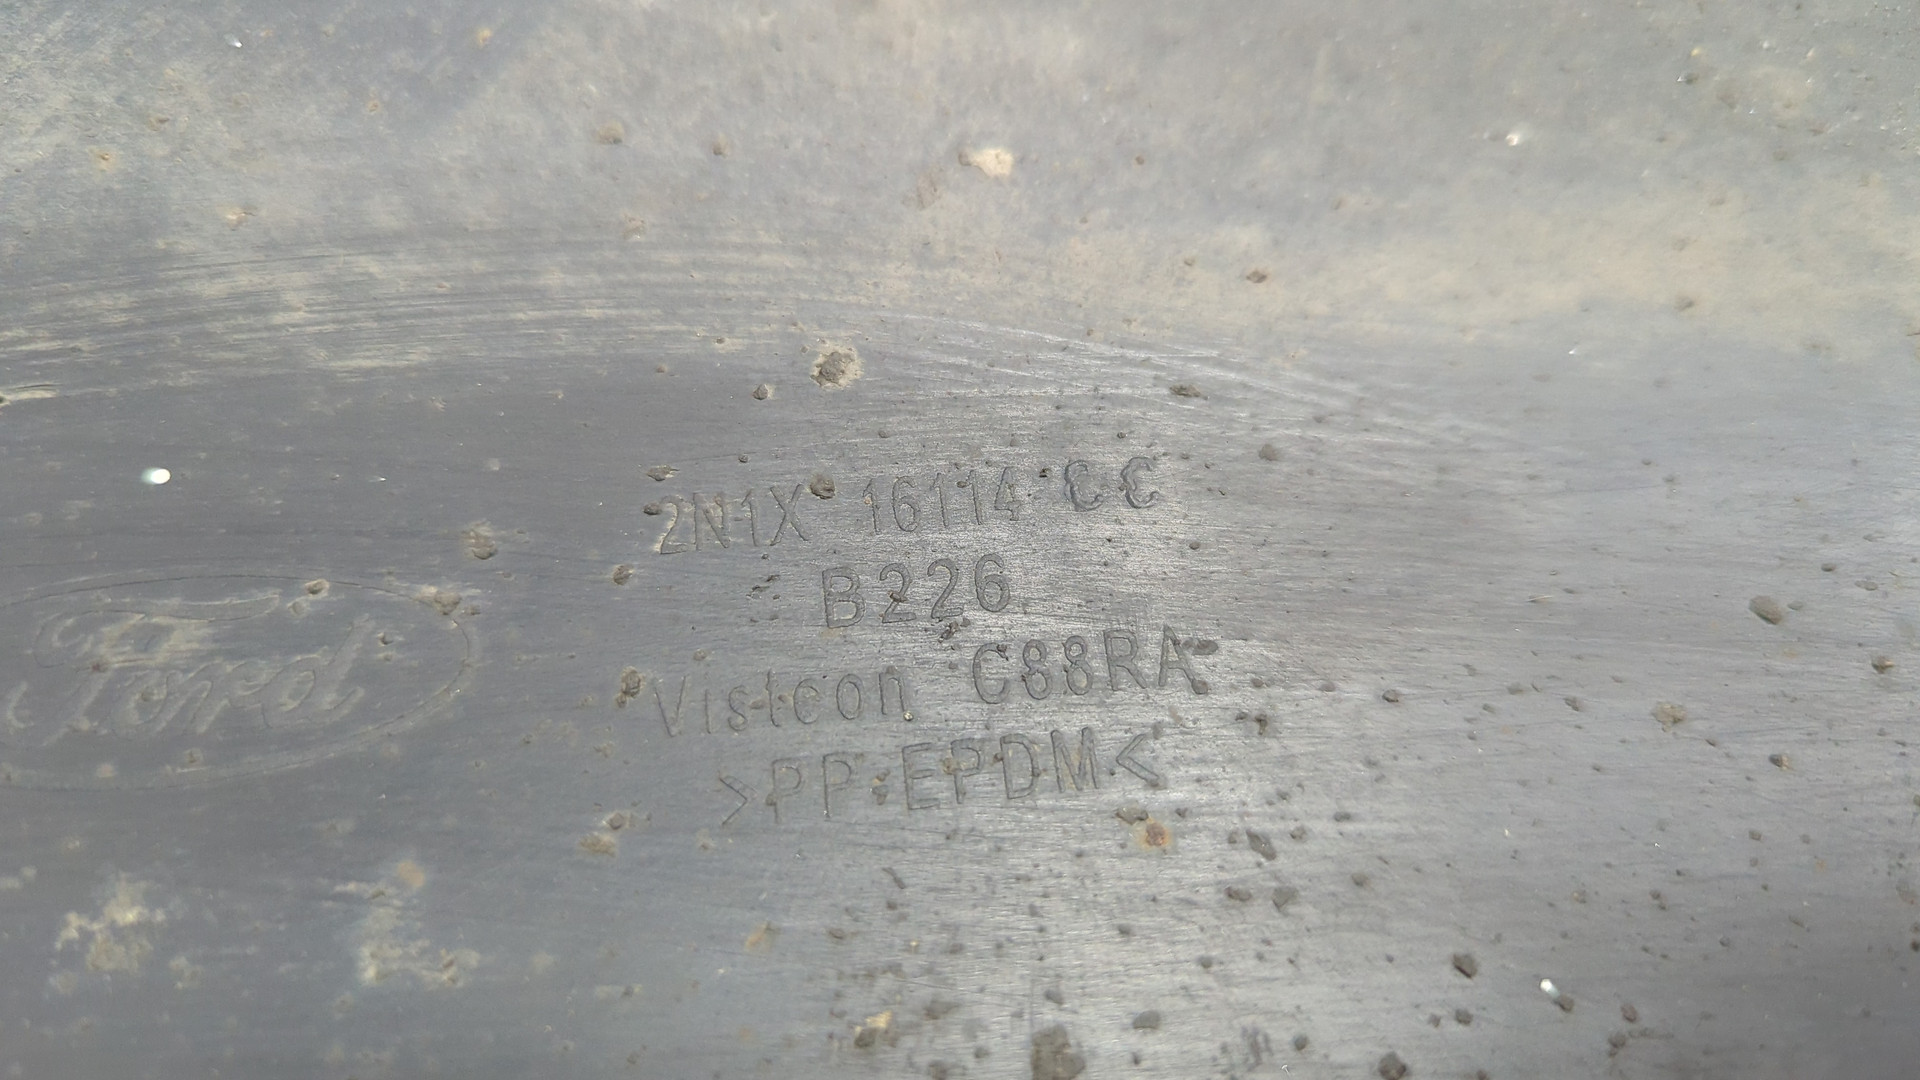 Ford
2N1X 16114 CC
B226
Visteon C88RA
>PP·EPDM<